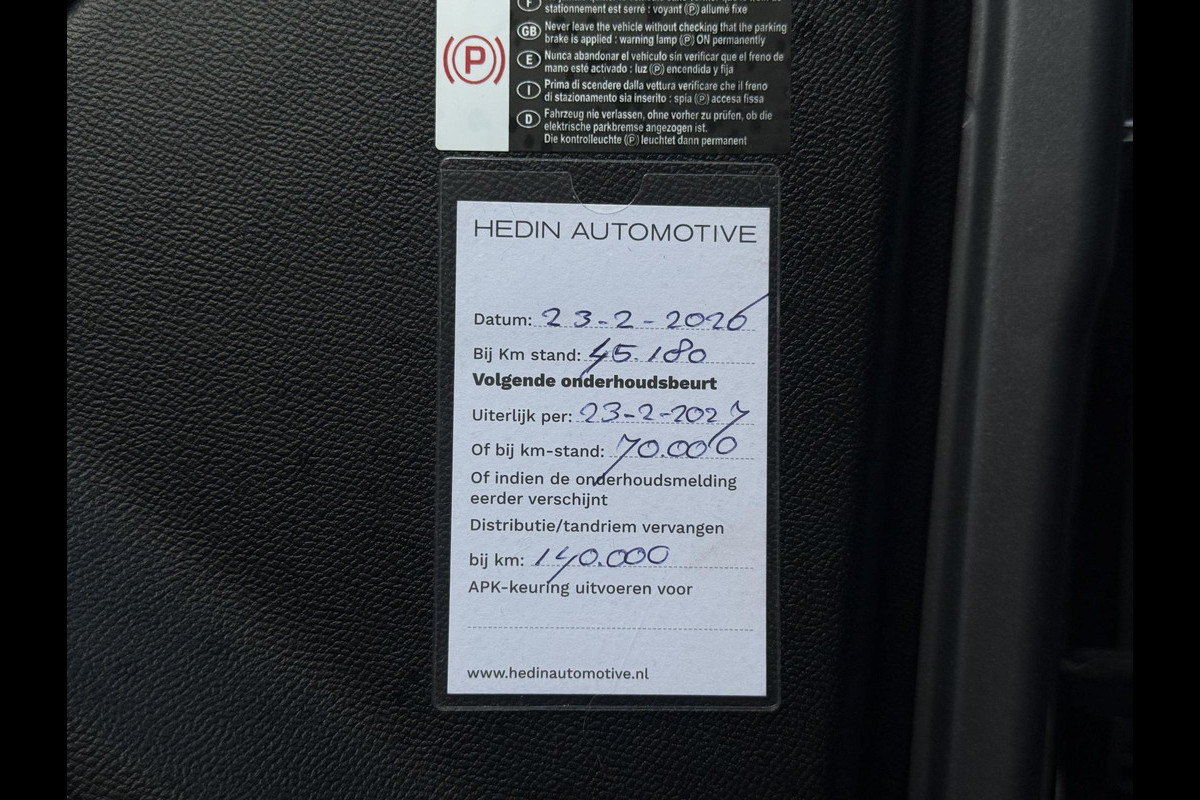 stationnement est serré : voyant (P) allumé fixe
GB Never leave the vehicle without checking that the parking
brake is applied : warning lamp (P) ON permanently
E Nunca abandonar el vehiculo sin verificar que el freno de
mano esté activado : luz (P) encendida y fija
I Prima di scendere dalla vettura verificare che il freno
di stazionamento sia inserito : spia (P) accesa fissa
D Fahrzeug nie verlassen, ohne vorher zu prüfen, ob die
elektrische parkbremse angezogen ist.
Die kontrolleuchte (P) leuchtet dann permanent
(P)
HEDIN AUTOMOTIVE
Datum: 23-2-2026
Bij Km stand: 45.180
Volgende onderhoudsbeurt
Uiterlijk per: 23-2-2027
Of bij km-stand: 70.000
Of indien de onderhoudsmelding
eerder verschijnt
Distributie/tandriem vervangen
bij km: 140.000
APK-keuring uitvoeren voor
www.hedinautomotive.nl